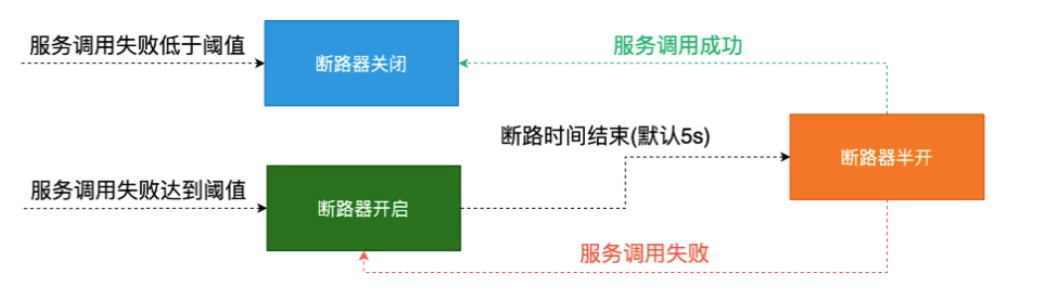 服务调用失败低于阈值
断路器关闭
服务调用成功
断路时间结束(默认5s)
断路器半开
服务调用失败达到阈值
断路器开启
服务调用失败